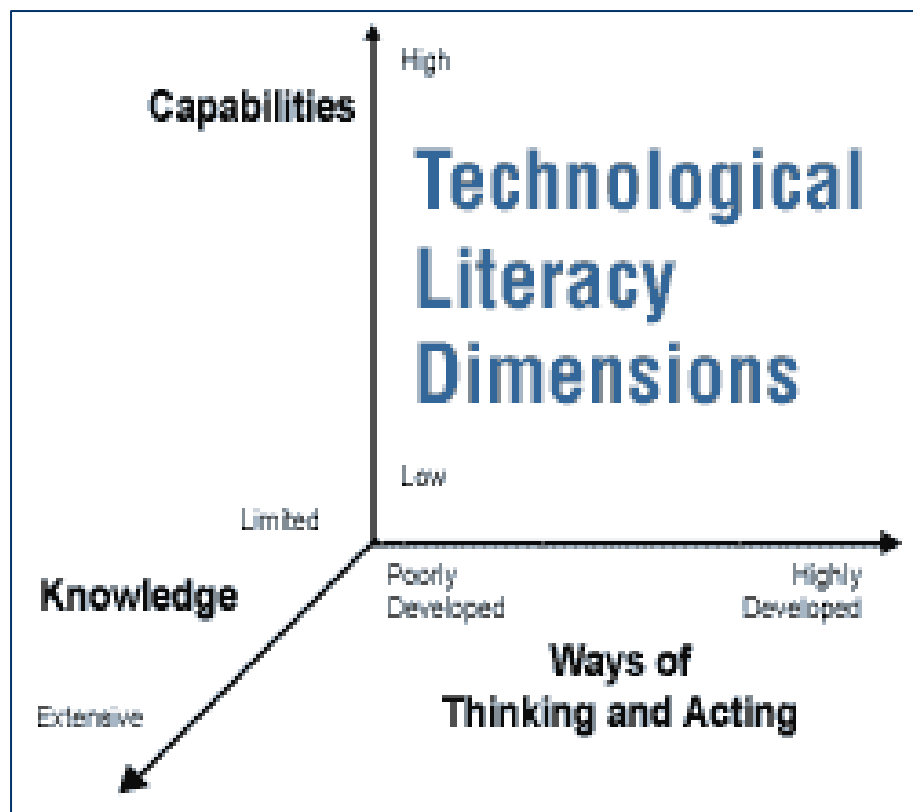 High
Capabilities
Technological
Literacy
Dimensions
Low
Limited
Knowledge
Extensive
Poorly
Developed
Highly
Developed
Ways of
Thinking and Acting